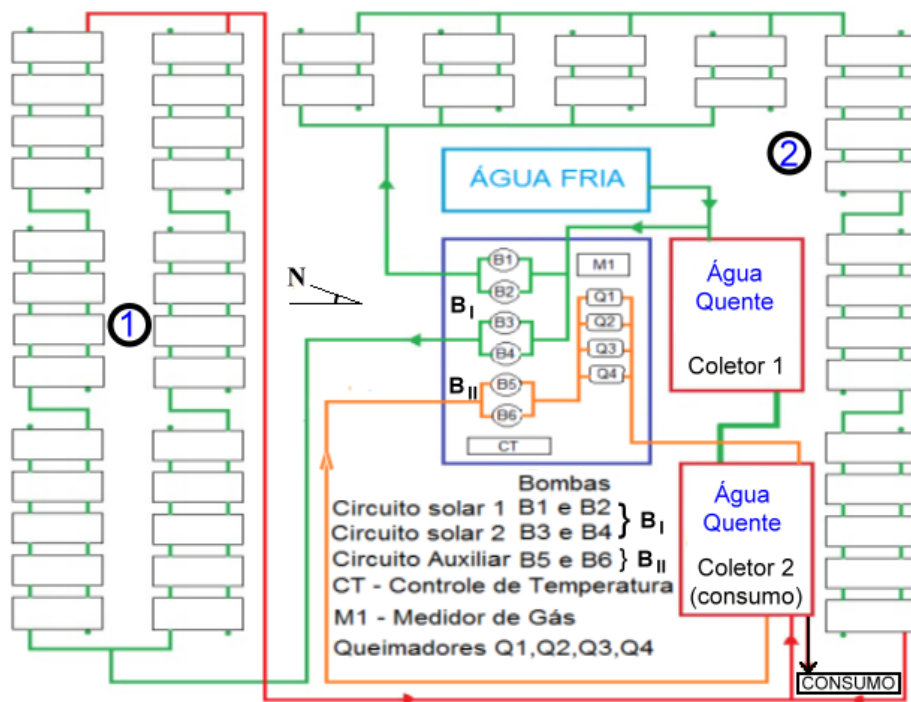 ÁGUA FRIA
2
N
1
B1
B2
B3
B4
B5
B6
BI
BII
M1
Q1
Q2
Q3
Q4
CT
Água
Quente
Coletor 1
Água
Quente
Coletor 2
(consumo)
Bombas
Circuito solar 1 B1 e B2
Circuito solar 2 B3 e B4
} BI
Circuito Auxiliar B5 e B6 } BII
CT - Controle de Temperatura
M1 - Medidor de Gás
Queimadores Q1,Q2,Q3,Q4
CONSUMO